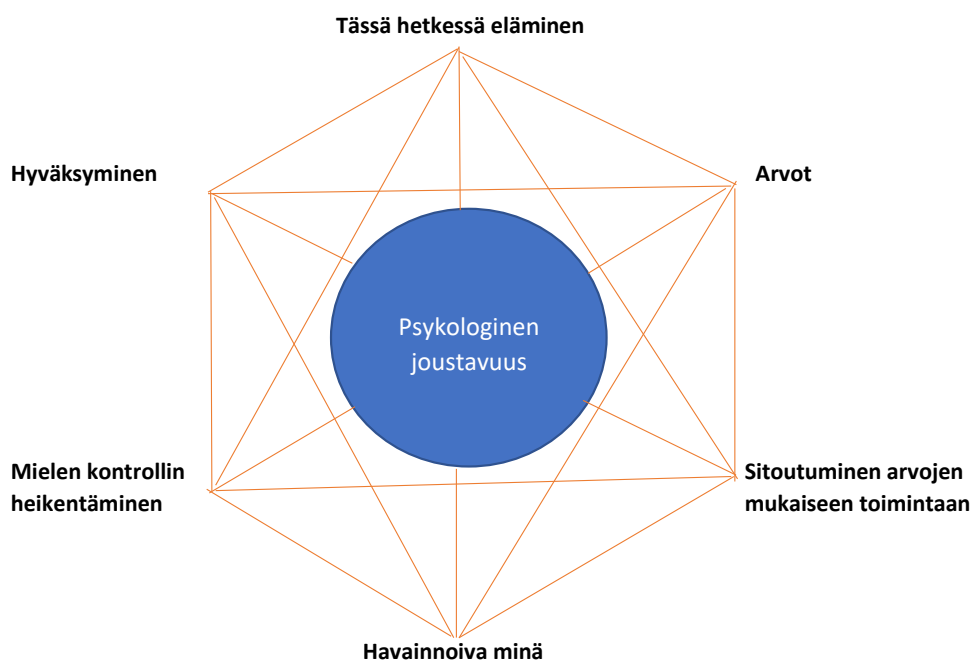 Tässä hetkessä eläminen
Hyväksyminen
Arvot
Psykologinen
joustavuus
Mielen kontrollin
heikentäminen
Sitoutuminen arvojen
mukaiseen toimintaan
Havainnoiva minä